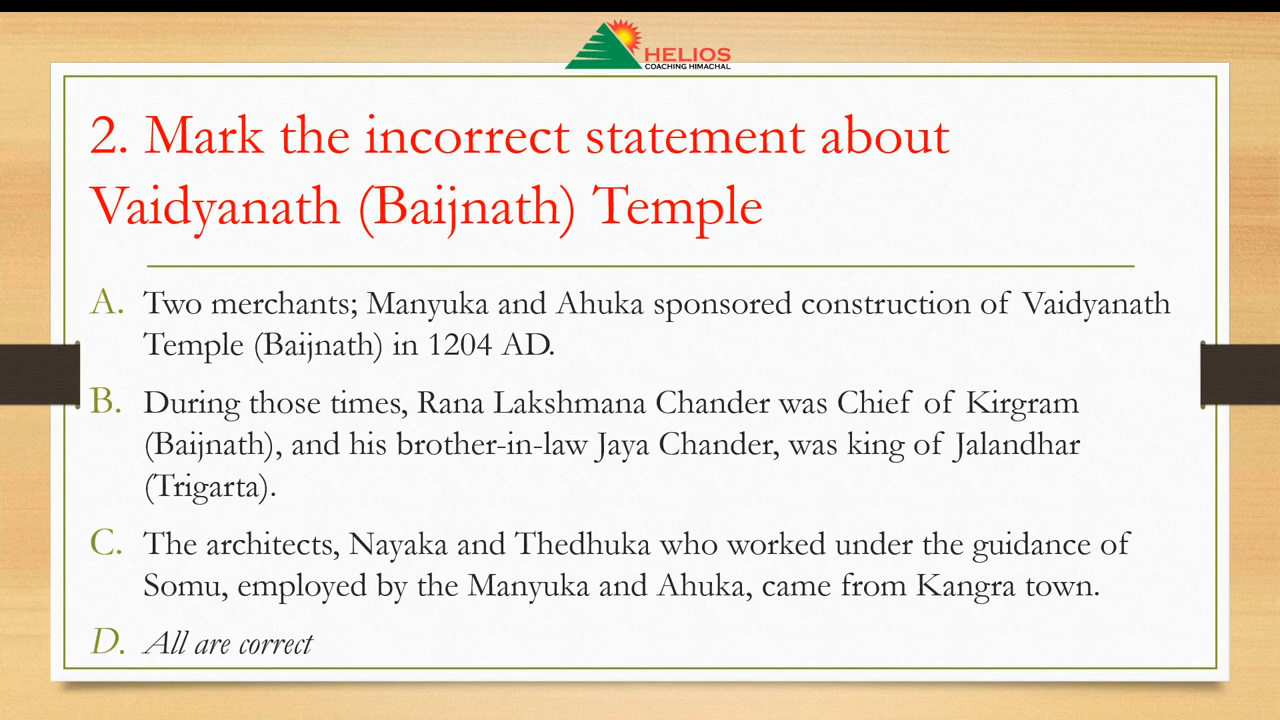 HELIOS
COACHING HIMACHAL
2. Mark the incorrect statement about
Vaidyanath (Baijnath) Temple
A. Two merchants; Manyuka and Ahuka sponsored construction of Vaidyanath
Temple (Baijnath) in 1204 AD.
B. During those times, Rana Lakshmana Chander was Chief of Kirgram
(Baijnath), and his brother-in-law Jaya Chander, was king of Jalandhar
(Trigarta).
C. The architects, Nayaka and Thedhuka who worked under the guidance of
Somu, employed by the Manyuka and Ahuka, came from Kangra town.
D. All are correct